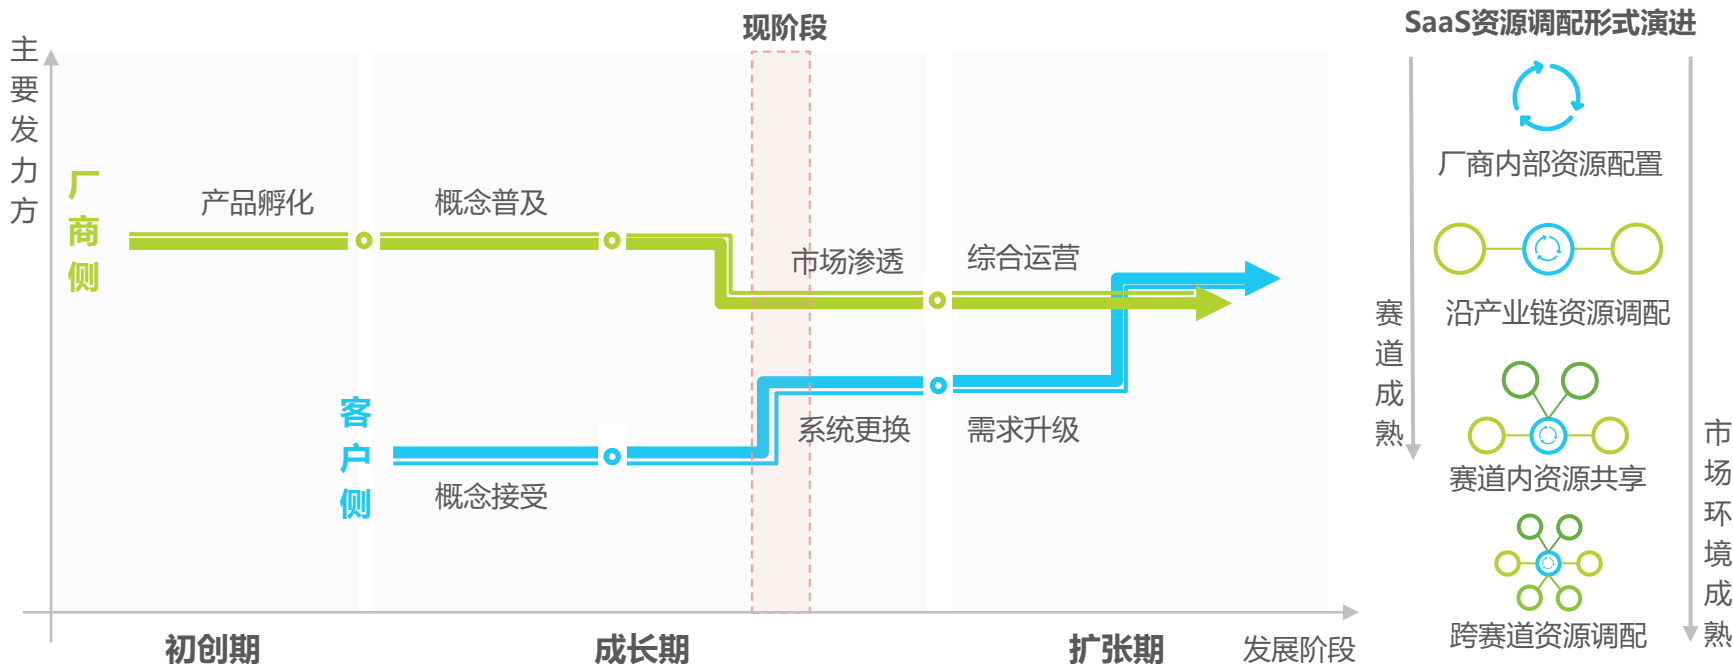 现阶段
主要发力方
厂商侧
产品孵化
概念普及
市场渗透
综合运营
客户侧
概念接受
系统更换
需求升级
初创期
成长期
扩张期
发展阶段
SaaS资源调配形式演进
厂商内部资源配置
沿产业链资源调配
赛道内资源共享
跨赛道资源调配
赛道成熟
市场环境成熟